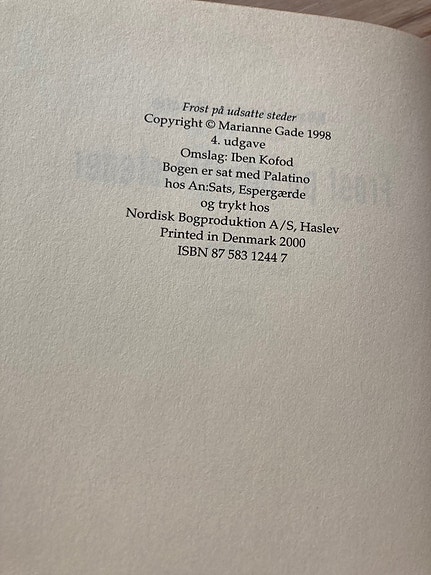 Frost på udsatte steder
Copyright © Marianne Gade 1998
4. udgave
Omslag: Iben Kofod
Bogen er sat med Palatino
hos An:Sats, Espergærde
og trykt hos
Nordisk Bogproduktion A/S, Haslev
Printed in Denmark 2000
ISBN 87 583 1244 7